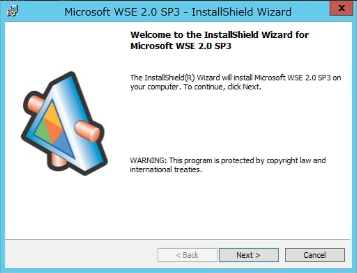 Microsoft WSE 2.0 SP3 - InstallShield Wizard
x
Welcome to the InstallShield Wizard for
Microsoft WSE 2.0 SP3
The InstallShield(R) Wizard will install Microsoft WSE 2.0 SP3 on
your computer. To continue, click Next.
WARNING: This program is protected by copyright law and
international treaties.
< Back
Next >
Cancel